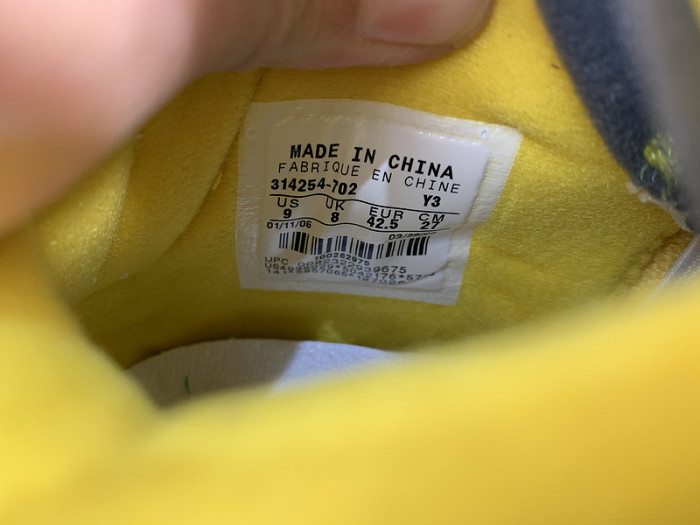 MADE IN CHINA
FABRIQUE EN CHINE
314254-702 Y3
US UK EUR CM
9 8 42.5 27
01/11/06
100262975
UPC